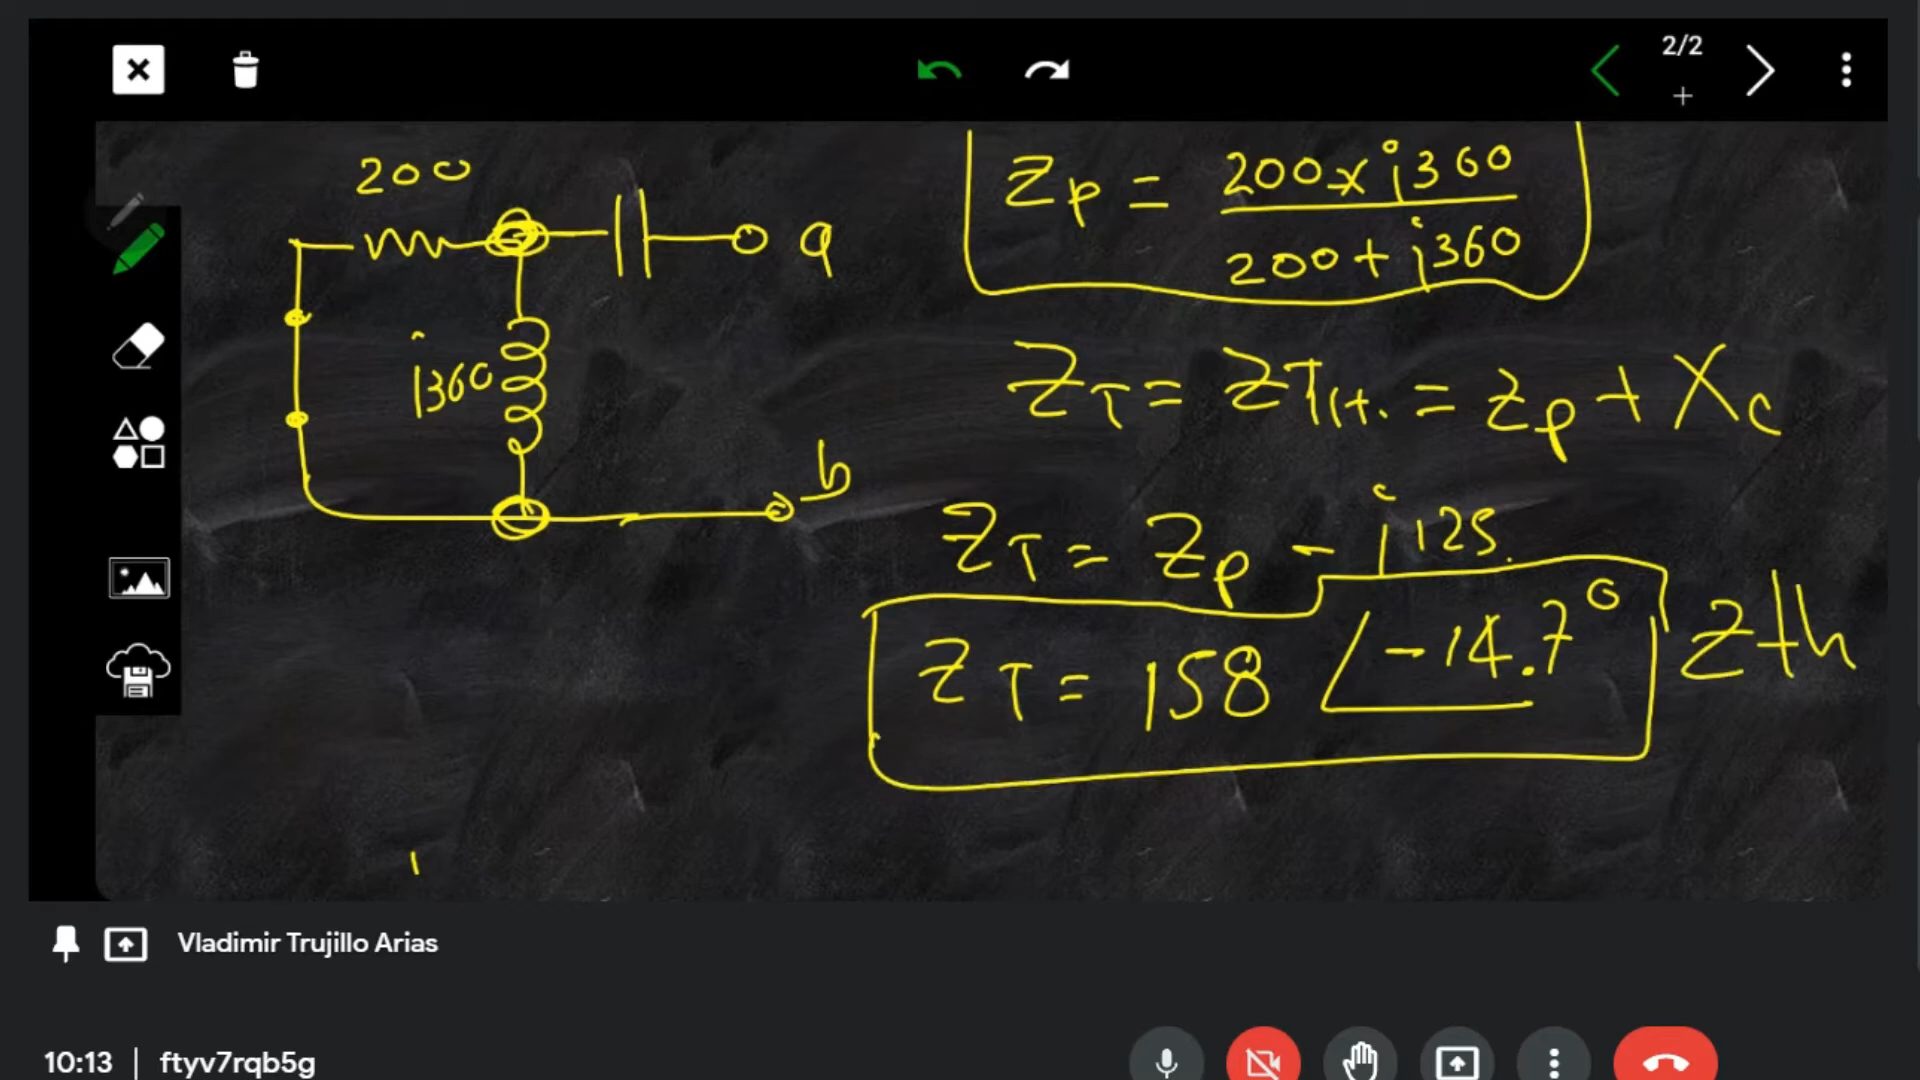 2/2
200
a
j360
b
Zp = 200 x j360
200 + j360
ZT = ZTH. = Zp + Xc
ZT = Zp - j125.
ZT = 158 ∠-14.7° Zth
Vladimir Trujillo Arias
10:13 | ftyv7rqb5g